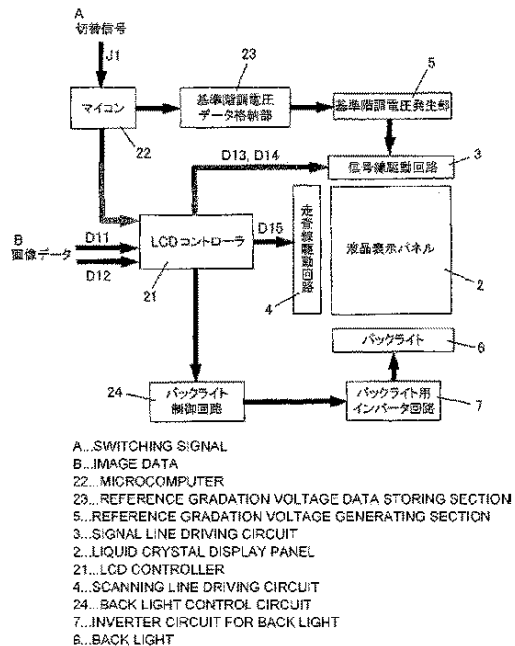 A
切替信号
J1
23
5
マイコン
基準階調電圧
データ格納部
基準階調電圧発生部
22
D13, D14
信号線駆動回路
3
B
画像データ
D11
D12
LCDコントローラ
D15
走査線駆動回路
液晶表示パネル
21
4
2
バックライト
6
24
バックライト
制御回路
バックライト用
インバータ回路
7
A...SWITCHING SIGNAL
B...IMAGE DATA
22...MICROCOMPUTER
23...REFERENCE GRADATION VOLTAGE DATA STORING SECTION
5...REFERENCE GRADATION VOLTAGE GENERATING SECTION
3...SIGNAL LINE DRIVING CIRCUIT
2...LIQUID CRYSTAL DISPLAY PANEL
21...LCD CONTROLLER
4...SCANNING LINE DRIVING CIRCUIT
24...BACK LIGHT CONTROL CIRCUIT
7...INVERTER CIRCUIT FOR BACK LIGHT
6...BACK LIGHT